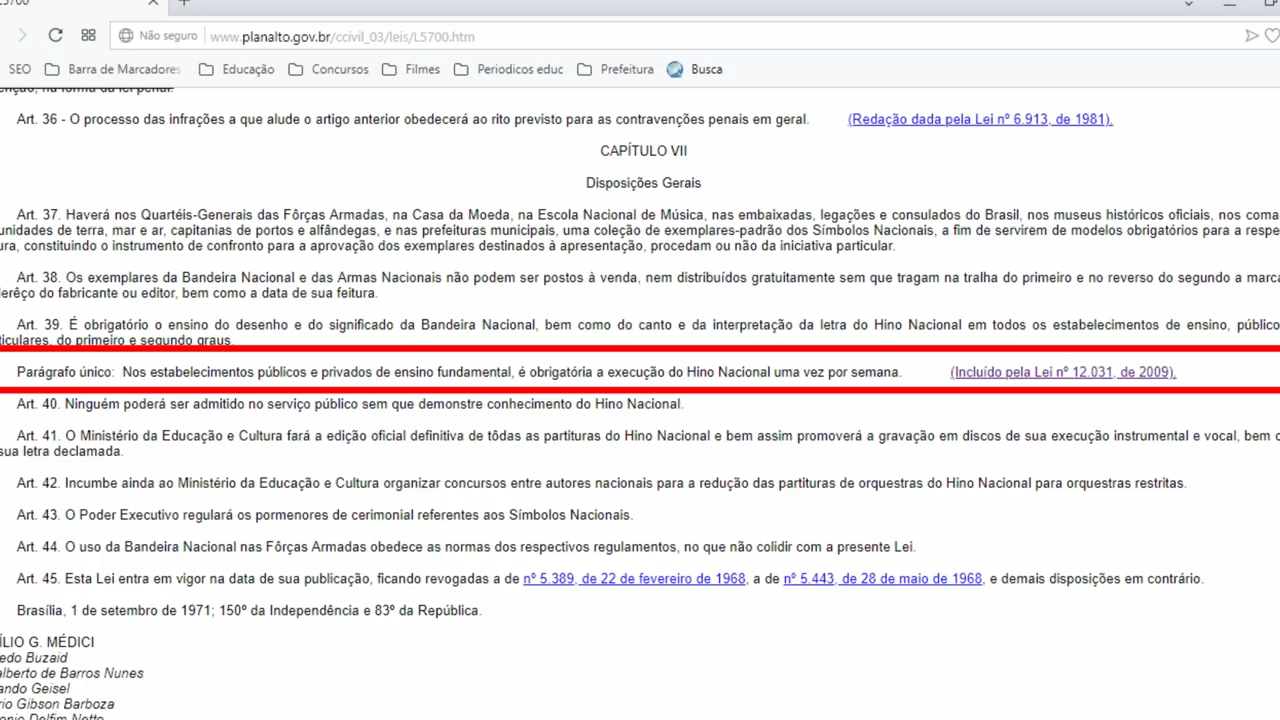 L5700
Não seguro
www.planalto.gov.br/ccivil_03/leis/L5700.htm
SEO Barra de Marcadores Educação Concursos Filmes Periodicos educ Prefeitura Busca
enção, na forma da lei penal.
Art. 36 - O processo das infrações a que alude o artigo anterior obedecerá ao rito previsto para as contravenções penais em geral. (Redação dada pela Lei nº 6.913, de 1981).
CAPÍTULO VII
Disposições Gerais
Art. 37. Haverá nos Quartéis-Generais das Fôrças Armadas, na Casa da Moeda, na Escola Nacional de Música, nas embaixadas, legações e consulados do Brasil, nos museus históricos oficiais, nos coma
unidades de terra, mar e ar, capitanias de portos e alfândegas, e nas prefeituras municipais, uma coleção de exemplares-padrão dos Símbolos Nacionais, a fim de servirem de modelos obrigatórios para a respe
ura, constituindo o instrumento de confronto para a aprovação dos exemplares destinados à apresentação, procedam ou não da iniciativa particular.
Art. 38. Os exemplares da Bandeira Nacional e das Armas Nacionais não podem ser postos à venda, nem distribuídos gratuitamente sem que tragam na tralha do primeiro e no reverso do segundo a marca
derêço do fabricante ou editor, bem como a data de sua feitura.
Art. 39. É obrigatório o ensino do desenho e do significado da Bandeira Nacional, bem como do canto e da interpretação da letra do Hino Nacional em todos os estabelecimentos de ensino, público
ticulares, do primeiro e segundo graus.
Parágrafo único: Nos estabelecimentos públicos e privados de ensino fundamental, é obrigatória a execução do Hino Nacional uma vez por semana. (Incluído pela Lei nº 12.031, de 2009).
Art. 40. Ninguém poderá ser admitido no serviço público sem que demonstre conhecimento do Hino Nacional.
Art. 41. O Ministério da Educação e Cultura fará a edição oficial definitiva de tôdas as partituras do Hino Nacional e bem assim promoverá a gravação em discos de sua execução instrumental e vocal, bem c
sua letra declamada.
Art. 42. Incumbe ainda ao Ministério da Educação e Cultura organizar concursos entre autores nacionais para a redução das partituras de orquestras do Hino Nacional para orquestras restritas.
Art. 43. O Poder Executivo regulará os pormenores de cerimonial referentes aos Símbolos Nacionais.
Art. 44. O uso da Bandeira Nacional nas Fôrças Armadas obedece as normas dos respectivos regulamentos, no que não colidir com a presente Lei.
Art. 45. Esta Lei entra em vigor na data de sua publicação, ficando revogadas a de nº 5.389, de 22 de fevereiro de 1968, a de nº 5.443, de 28 de maio de 1968, e demais disposições em contrário.
Brasília, 1 de setembro de 1971; 150º da Independência e 83º da República.
ÍLIO G. MÉDICI
edo Buzaid
alberto de Barros Nunes
ando Geisel
rio Gibson Barboza
onio Delfim Netto